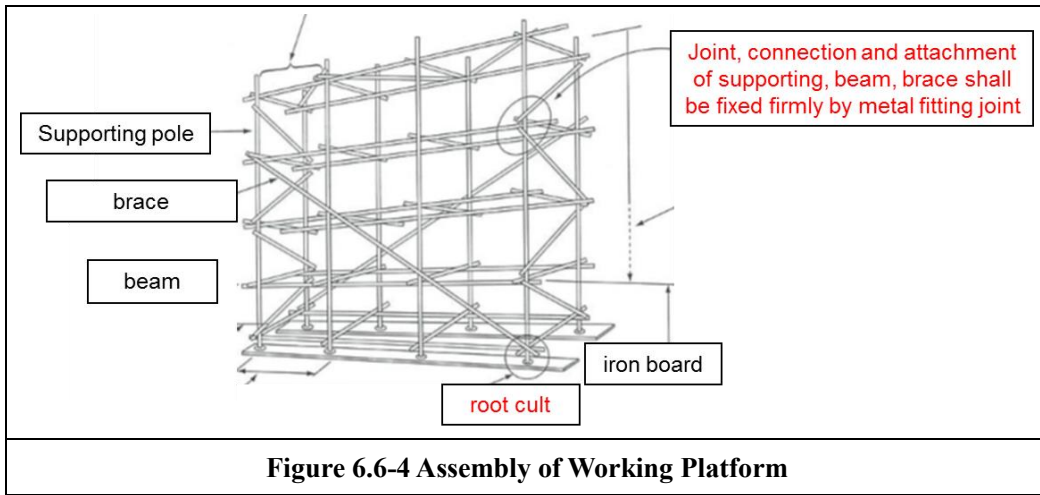 Joint, connection and attachment
of supporting, beam, brace shall
be fixed firmly by metal fitting joint
Supporting pole
brace
beam
iron board
root cult
Figure 6.6-4 Assembly of Working Platform